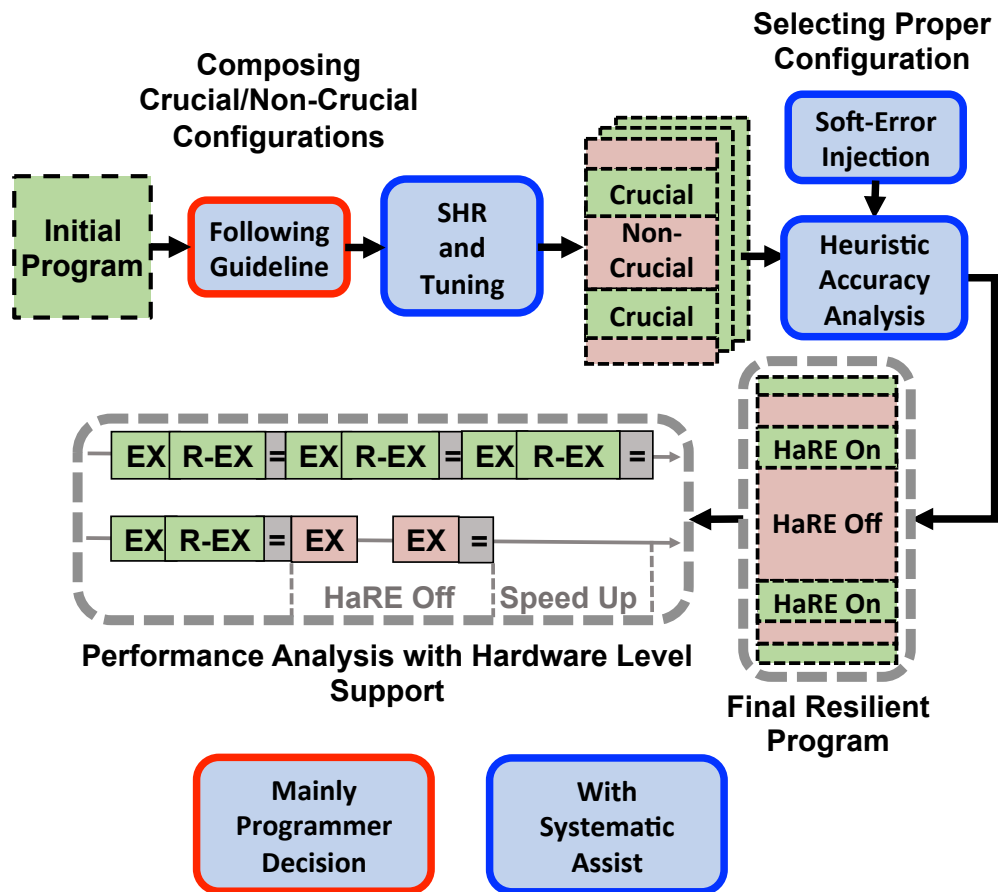 Selecting Proper
Configuration
Composing
Crucial/Non-Crucial
Configurations
Initial
Program
Following
Guideline
SHR
and
Tuning
Crucial
Non-
Crucial
Crucial
Soft-Error
Injection
Heuristic
Accuracy
Analysis
HaRE On
HaRE Off
HaRE On
Final Resilient
Program
EX R-EX = EX R-EX = EX R-EX =
EX R-EX = EX EX =
HaRE Off Speed Up
Performance Analysis with Hardware Level
Support
Mainly
Programmer
Decision
With
Systematic
Assist